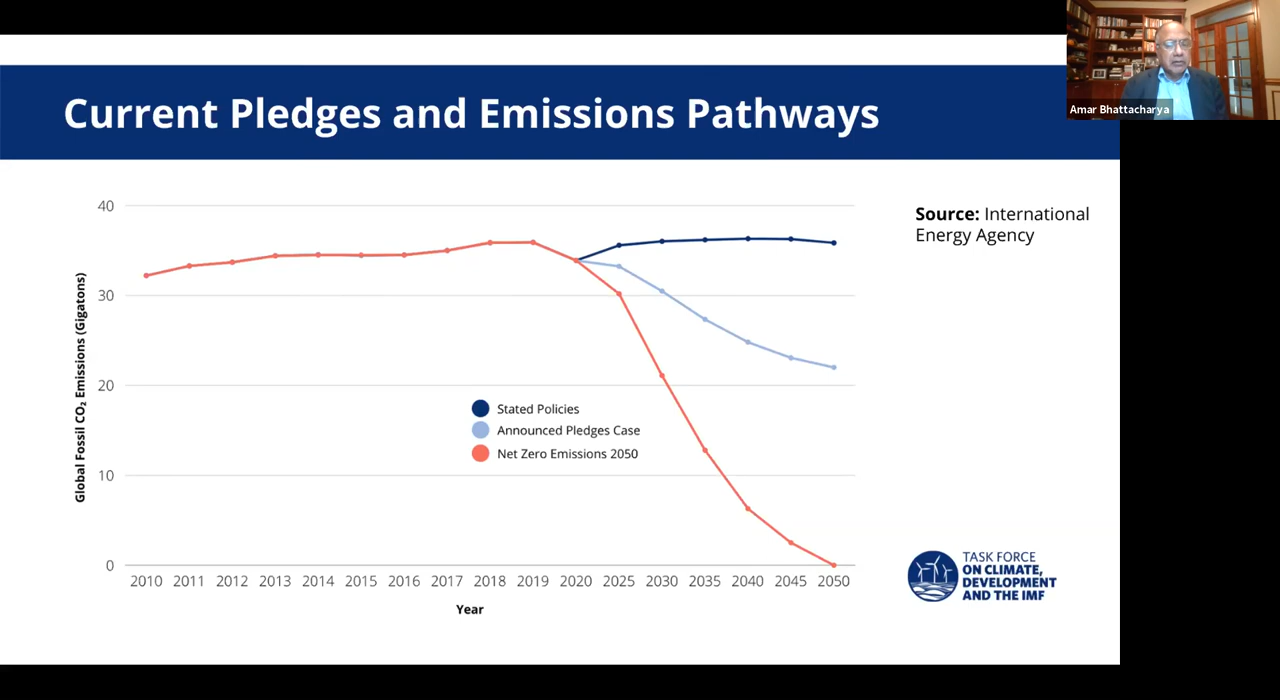 Amar Bhattacharya
Current Pledges and Emissions Pathways
40
30
20
10
0
Global Fossil CO₂ Emissions (Gigatons)
Stated Policies
Announced Pledges Case
Net Zero Emissions 2050
2010 2011 2012 2013 2014 2015 2016 2017 2018 2019 2020 2025 2030 2035 2040 2045 2050
Year
Source: International
Energy Agency
TASK FORCE
ON CLIMATE,
DEVELOPMENT
AND THE IMF